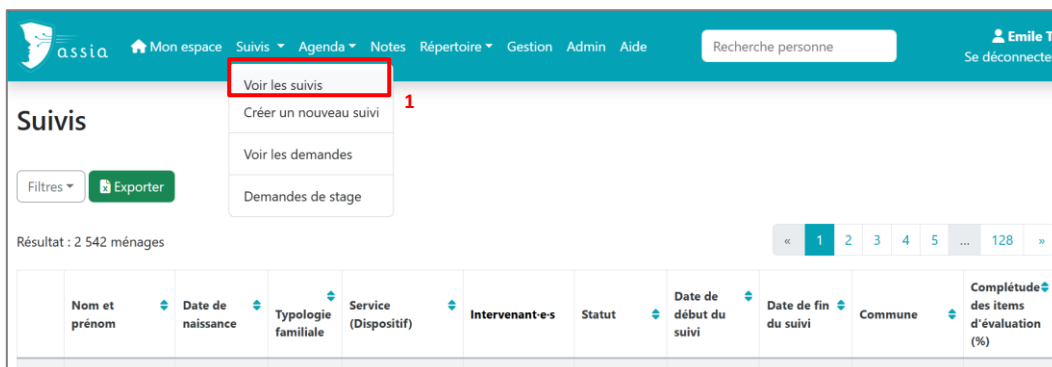 assia Mon espace Suivis Agenda Notes Répertoire Gestion Admin Aide Recherche personne Emile T
Se déconnecte
Voir les suivis
1
Créer un nouveau suivi
Suivis
Voir les demandes
Filtres Exporter
Demandes de stage
Résultat : 2 542 ménages « 1 2 3 4 5 ... 128 »
Nom et prénom
Date de naissance
Typologie familiale
Service (Dispositif)
Intervenant·e·s
Statut
Date de début du suivi
Date de fin du suivi
Commune
Complétude des items d'évaluation (%)